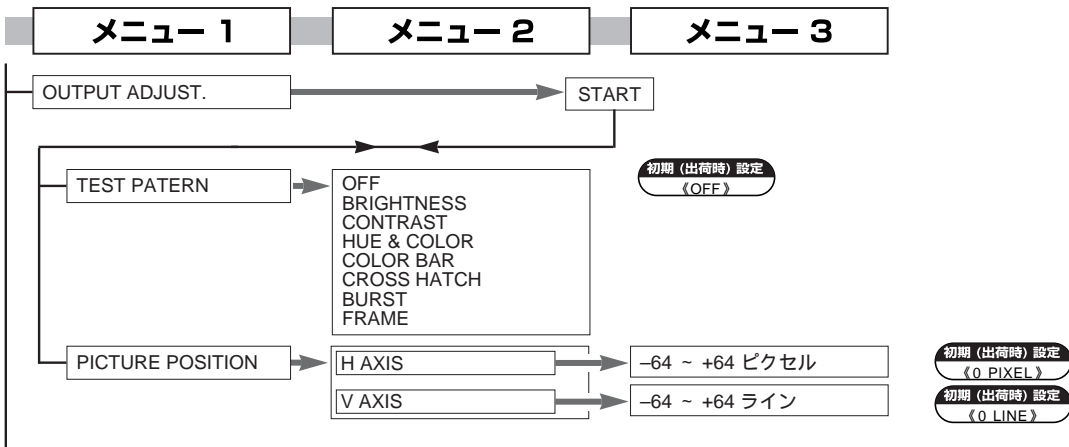 メニュー 1
メニュー 2
メニュー 3
OUTPUT ADJUST.
START
TEST PATERN
OFF
BRIGHTNESS
CONTRAST
HUE & COLOR
COLOR BAR
CROSS HATCH
BURST
FRAME
初期 (出荷時) 設定
《OFF》
PICTURE POSITION
H AXIS
–64 ~ +64 ピクセル
初期 (出荷時) 設定
《0 PIXEL》
V AXIS
–64 ~ +64 ライン
初期 (出荷時) 設定
《0 LINE》